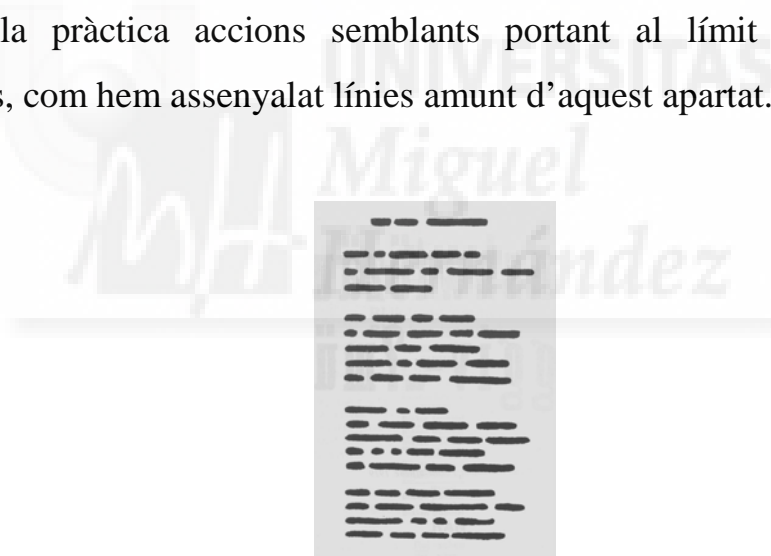 la pràctica accions semblants portant al límit
s, com hem assenyalat línies amunt d'aquest apartat.
UNIVERSITAS
Miguel
Hernández